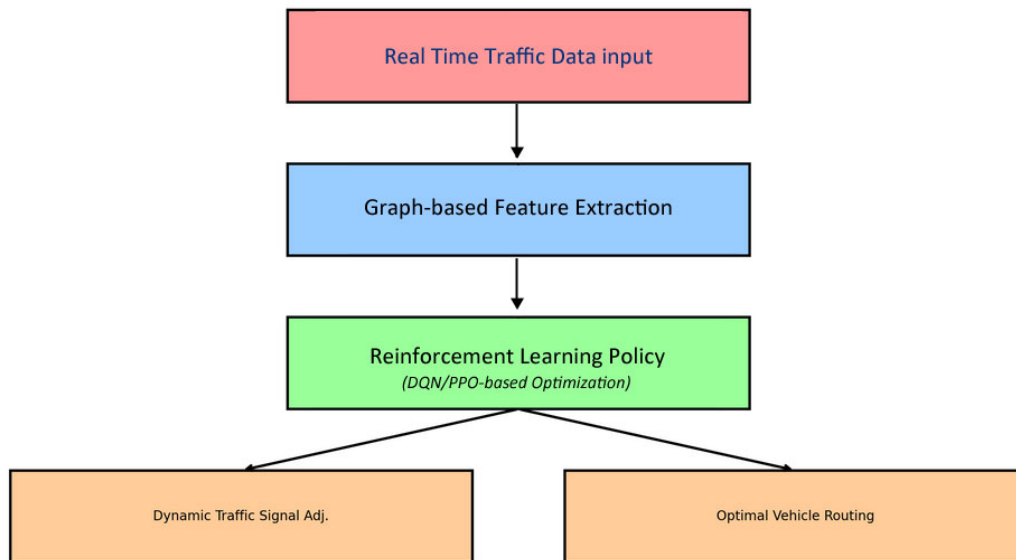 Real Time Traffic Data input
Graph-based Feature Extraction
Reinforcement Learning Policy
(DQN/PPO-based Optimization)
Dynamic Traffic Signal Adj.
Optimal Vehicle Routing